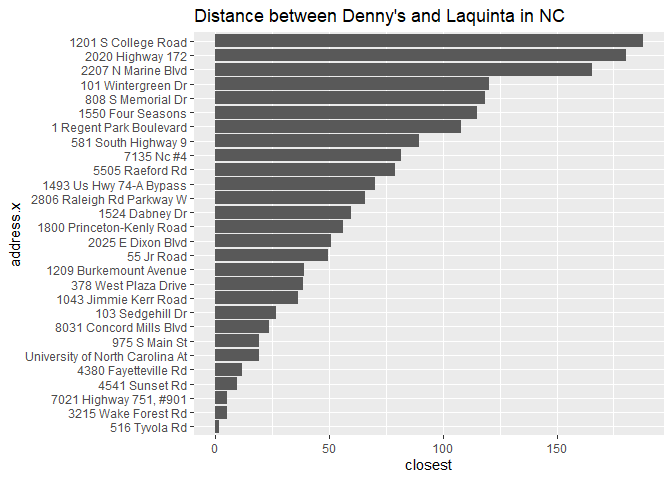 Distance between Denny's and Laquinta in NC
1201 S College Road
2020 Highway 172
2207 N Marine Blvd
101 Wintergreen Dr
808 S Memorial Dr
1550 Four Seasons
1 Regent Park Boulevard
581 South Highway 9
7135 Nc #4
5505 Raeford Rd
1493 Us Hwy 74-A Bypass
2806 Raleigh Rd Parkway W
1524 Dabney Dr
1800 Princeton-Kenly Road
2025 E Dixon Blvd
55 Jr Road
1209 Burkemount Avenue
378 West Plaza Drive
1043 Jimmie Kerr Road
103 Sedgehill Dr
8031 Concord Mills Blvd
975 S Main St
University of North Carolina At
4380 Fayetteville Rd
4541 Sunset Rd
7021 Highway 751, #901
3215 Wake Forest Rd
516 Tyvola Rd
address.x
0 50 100 150
closest